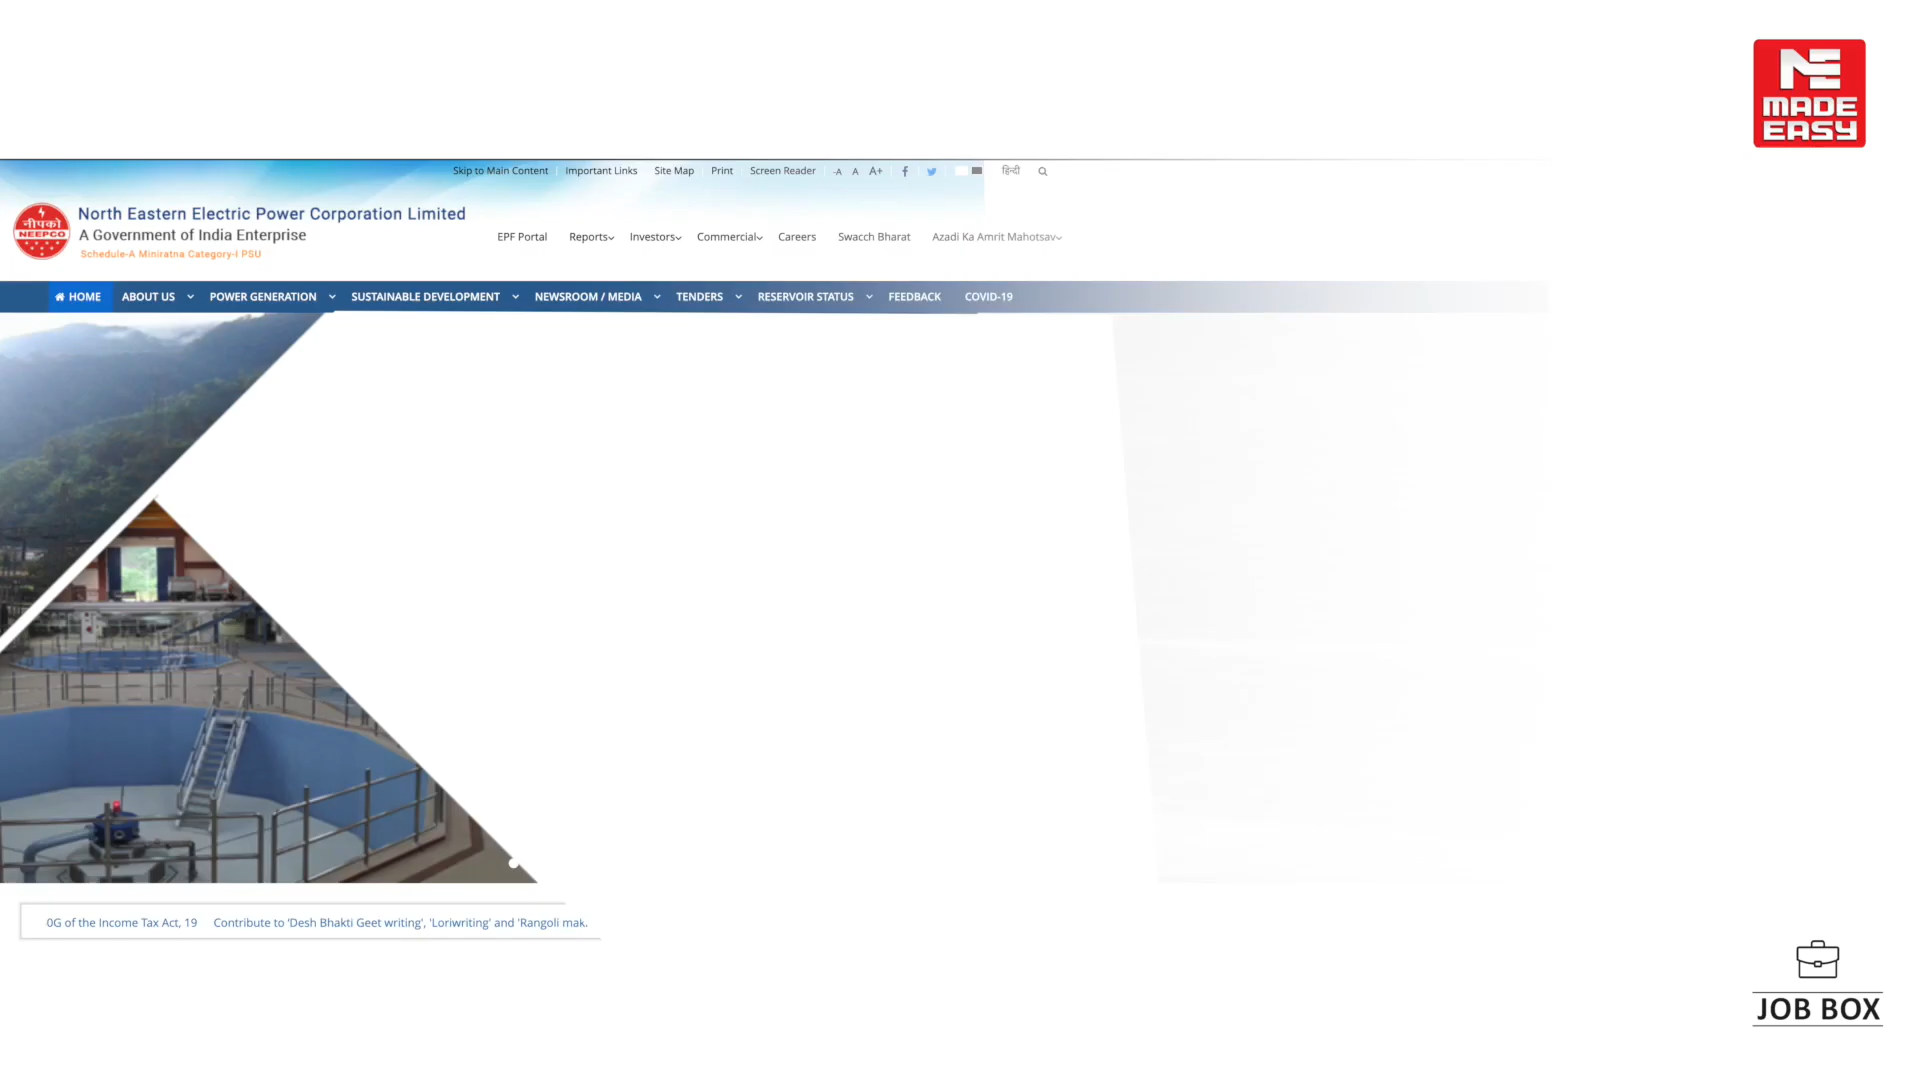 ME
MADE
EASY
Skip to Main Content Important Links Site Map Print Screen Reader -A A A+ हिन्दी
नीपको
NEEPCO
North Eastern Electric Power Corporation Limited
A Government of India Enterprise
Schedule-A Miniratna Category-I PSU
EPF Portal Reports Investors Commercial Careers Swacch Bharat Azadi Ka Amrit Mahotsav
HOME ABOUT US POWER GENERATION SUSTAINABLE DEVELOPMENT NEWSROOM / MEDIA TENDERS RESERVOIR STATUS FEEDBACK COVID-19
0G of the Income Tax Act, 19 Contribute to ‘Desh Bhakti Geet writing’, 'Loriwriting' and 'Rangoli mak.
JOB BOX